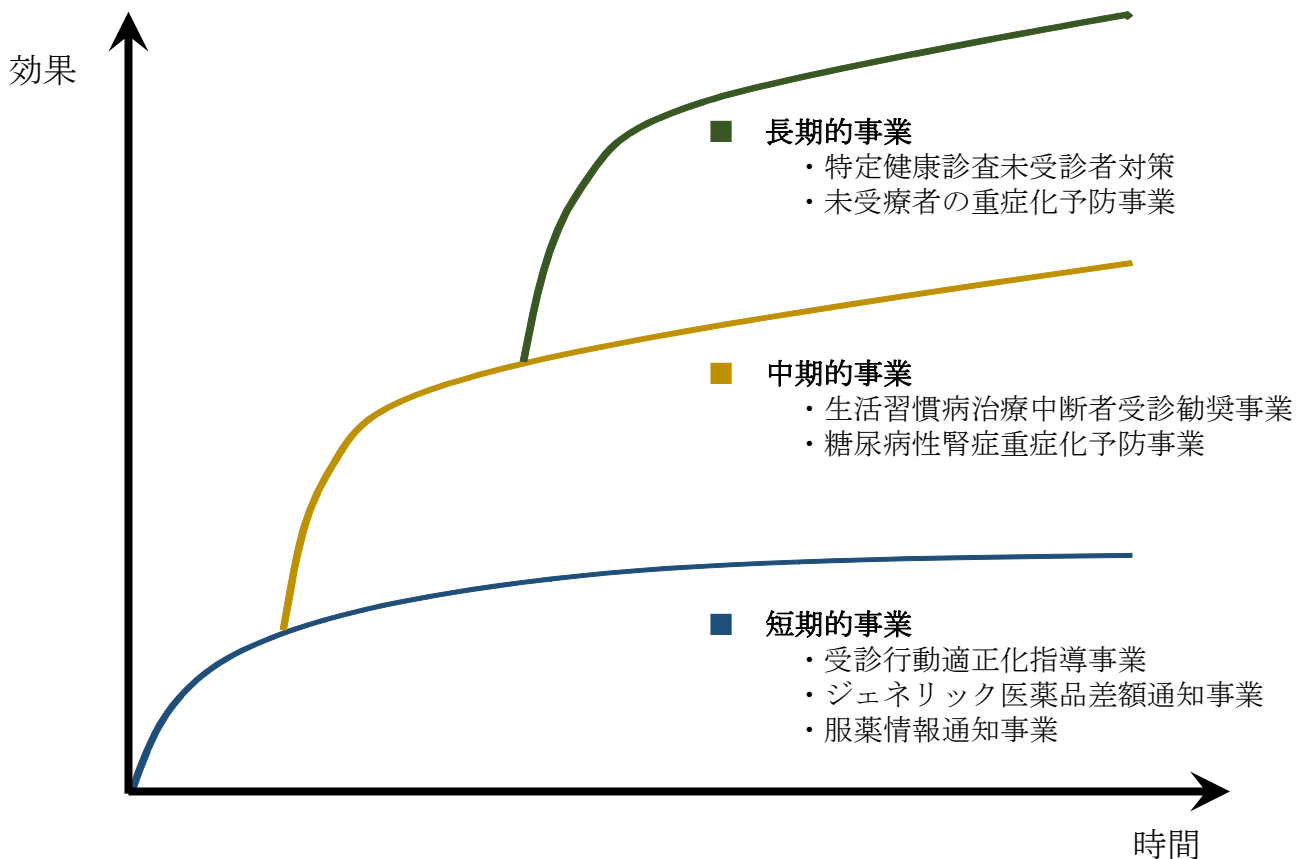 効果
■ 長期的事業
・特定健康診査未受診者対策
・未受療者の重症化予防事業
■ 中期的事業
・生活習慣病治療中断者受診勧奨事業
・糖尿病性腎症重症化予防事業
■ 短期的事業
・受診行動適正化指導事業
・ジェネリック医薬品差額通知事業
・服薬情報通知事業
時間